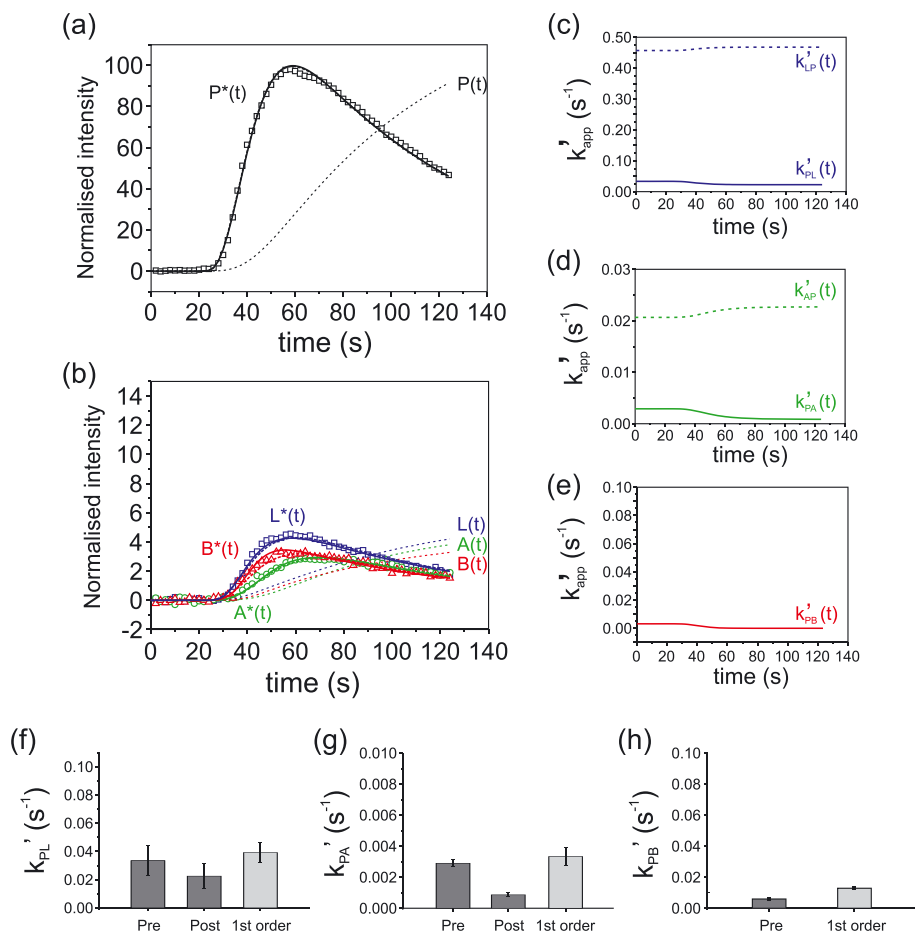 (a)
Normalised intensity
100
80
60
40
20
0
P*(t)
P(t)
0 20 40 60 80 100 120 140
time (s)
(b)
Normalised intensity
14
12
10
8
6
4
2
0
-2
L*(t)
B*(t)
A*(t)
L(t)
A(t)
B(t)
0 20 40 60 80 100 120 140
time (s)
(c)
k'app (s-1)
0.50
0.40
0.30
0.20
0.10
0.00
k'LP(t)
k'PL(t)
0 20 40 60 80 100 120 140
time (s)
(d)
k'app (s-1)
0.03
0.02
0.01
0.00
k'AP(t)
k'PA(t)
0 20 40 60 80 100 120 140
time (s)
(e)
k'app (s-1)
0.10
0.08
0.06
0.04
0.02
0.00
k'PB(t)
0 20 40 60 80 100 120 140
time (s)
(f)
kPL' (s-1)
0.10
0.08
0.06
0.04
0.02
0.00
Pre Post 1st order
(g)
kPA' (s-1)
0.010
0.008
0.006
0.004
0.002
0.000
Pre Post 1st order
(h)
kPB' (s-1)
0.10
0.08
0.06
0.04
0.02
0.00
Pre 1st order